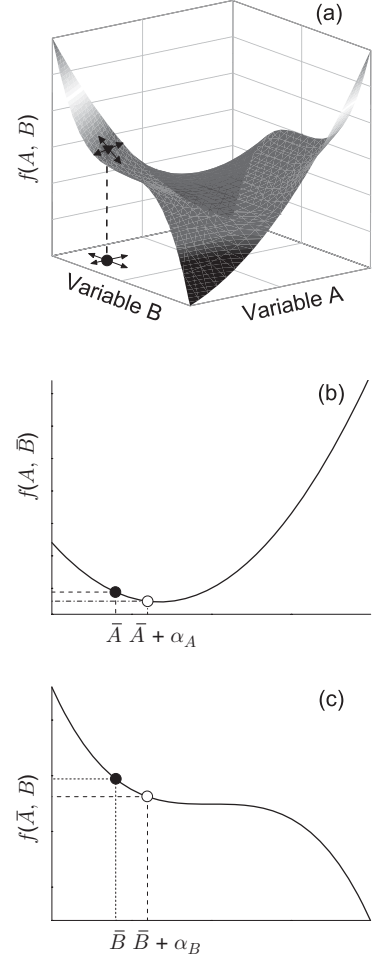 (a)
f(A, B)
Variable B
Variable A
(b)
f(A, B̄)
Ā Ā + α_A
(c)
f(Ā, B)
B̄ B̄ + α_B